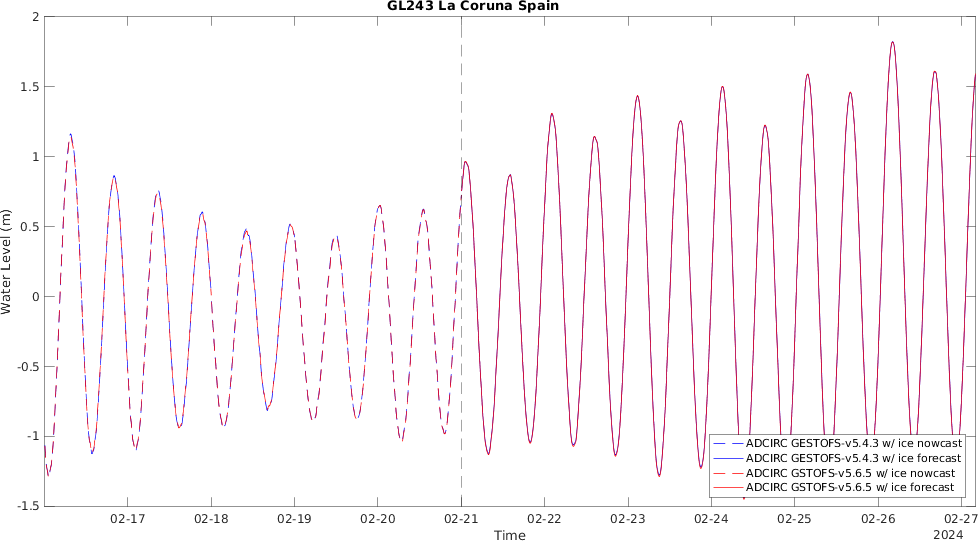 GL243 La Coruna Spain
2
1.5
1
0.5
0
-0.5
-1
-1.5
Water Level (m)
ADCIRC GESTOFS-v5.4.3 w/ ice nowcast
ADCIRC GESTOFS-v5.4.3 w/ ice forecast
ADCIRC GSTOFS-v5.6.5 w/ ice nowcast
ADCIRC GSTOFS-v5.6.5 w/ ice forecast
02-17 02-18 02-19 02-20 02-21 02-22 02-23 02-24 02-25 02-26 02-27
Time
2024